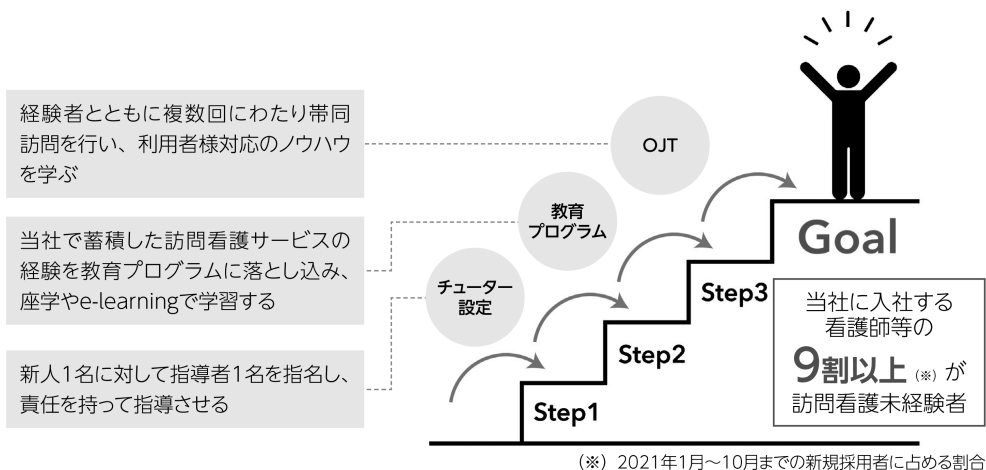 経験者とともに複数回にわたり帯同
訪問を行い、利用者様対応のノウハウ
を学ぶ
OJT
当社で蓄積した訪問看護サービスの
経験を教育プログラムに落とし込み、
座学やe-learningで学習する
教育
プログラム
新人1名に対して指導者1名を指名し、
責任を持って指導させる
チューター
設定
Step1
Step2
Step3
Goal
当社に入社する
看護師等の
9割以上（※）が
訪問看護未経験者
（※）2021年1月〜10月までの新規採用者に占める割合